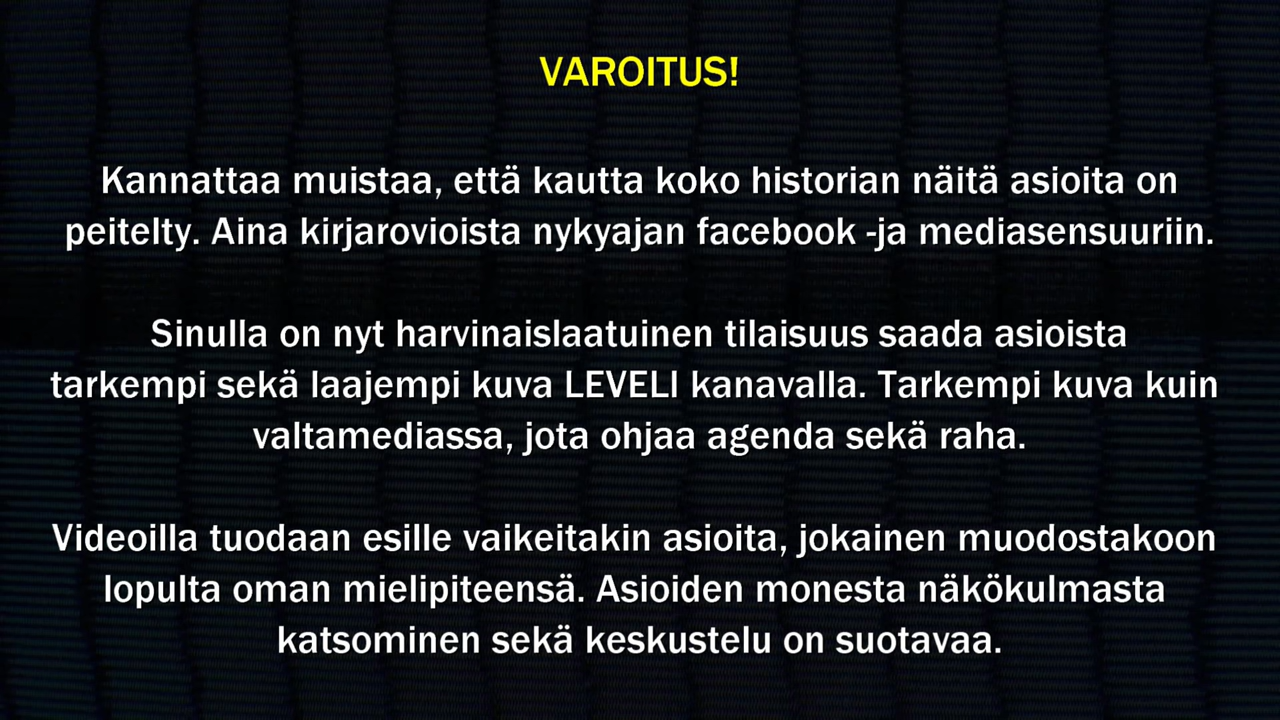 VAROITUS!
Kannattaa muistaa, että kautta koko historian näitä asioita on
peitelty. Aina kirjarovioista nykyajan facebook -ja mediasensuuriin.
Sinulla on nyt harvinaislaatuinen tilaisuus saada asioista
tarkempi sekä laajempi kuva LEVELI kanavalla. Tarkempi kuva kuin
valtamediassa, jota ohjaa agenda sekä raha.
Videoilla tuodaan esille vaikeitakin asioita, jokainen muodostakoon
lopulta oman mielipiteensä. Asioiden monesta näkökulmasta
katsominen sekä keskustelu on suotavaa.